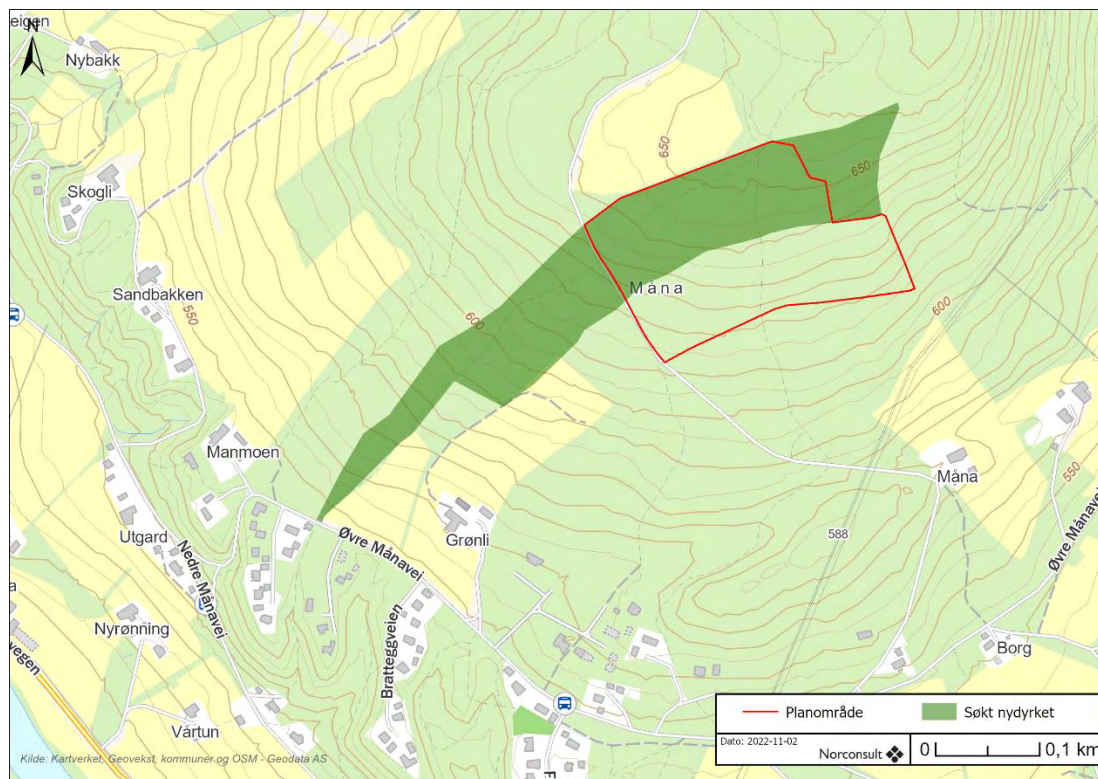 eigen
N
Nybakk
Skogli
650
650
Sandbakken
550
Måna
600
600
Manmoen
Måna
550
588
Utgard
Grønli
Øvre Månavei
Øvre Månavei
Nedre Månavei
Nyrønning
a
vegen
Bratteggveien
Borg
Vårtun
F
Planområde
Søkt nydyrket
Dato: 2022-11-02
Norconsult
0 0,1 km
Kilde: Kartverket, Geovekst, kommuner og OSM - Geodata AS